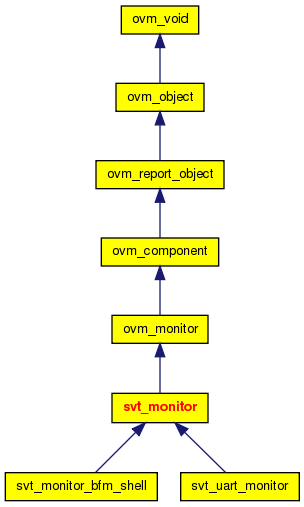 ovm_void
ovm_object
ovm_report_object
ovm_component
ovm_monitor
svt_monitor
svt_monitor_bfm_shell
svt_uart_monitor